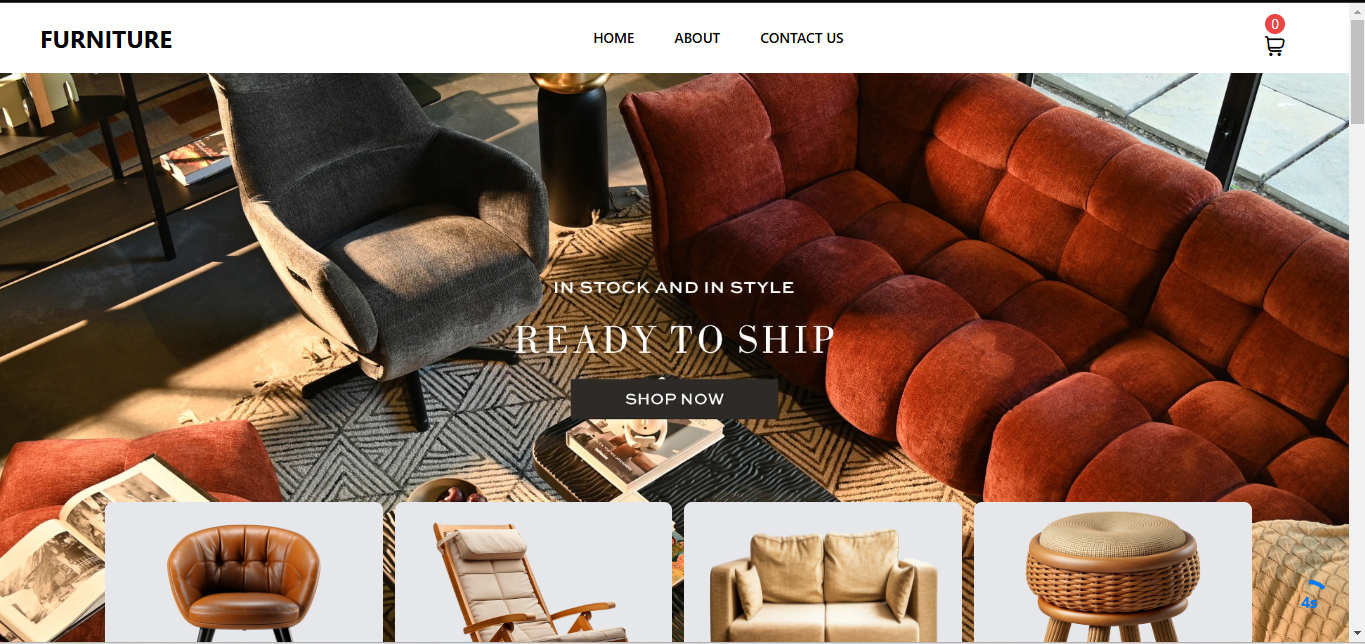 FURNITURE
HOME
ABOUT
CONTACT US
0
IN STOCK AND IN STYLE
READY TO SHIP
SHOP NOW
4s